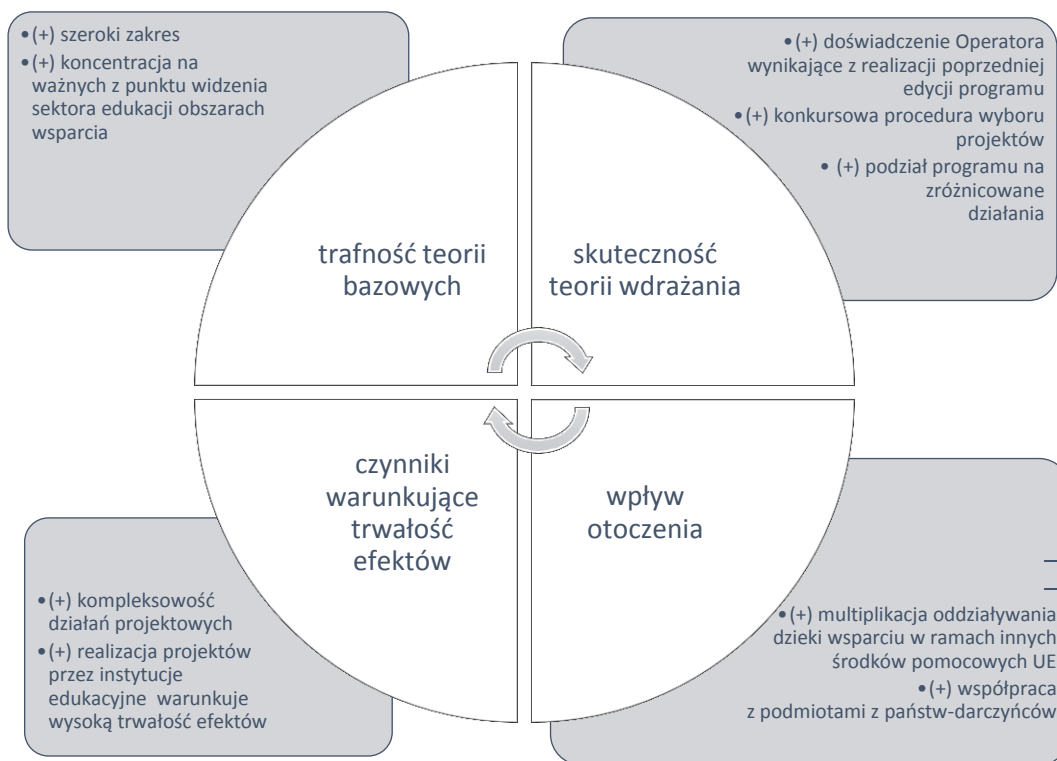 •(+) szeroki zakres
•(+) koncentracja na
ważnych z punktu widzenia
sektora edukacji obszarach
wsparcia
•(+) doświadczenie Operatora
wynikające z realizacji poprzedniej
edycji programu
•(+) konkursowa procedura wyboru
projektów
• (+) podział programu na
zróżnicowane
działania
trafność teorii
bazowych
skuteczność
teorii wdrażania
czynniki
warunkujące
trwałość
efektów
wpływ
otoczenia
•(+) kompleksowość
działań projektowych
•(+) realizacja projektów
przez instytucje
edukacyjne warunkuje
wysoką trwałość efektów
•(+) multiplikacja oddziaływania
dzieki wsparciu w ramach innych
środków pomocowych UE
•(+) współpraca
z podmiotami z państw-darczyńców